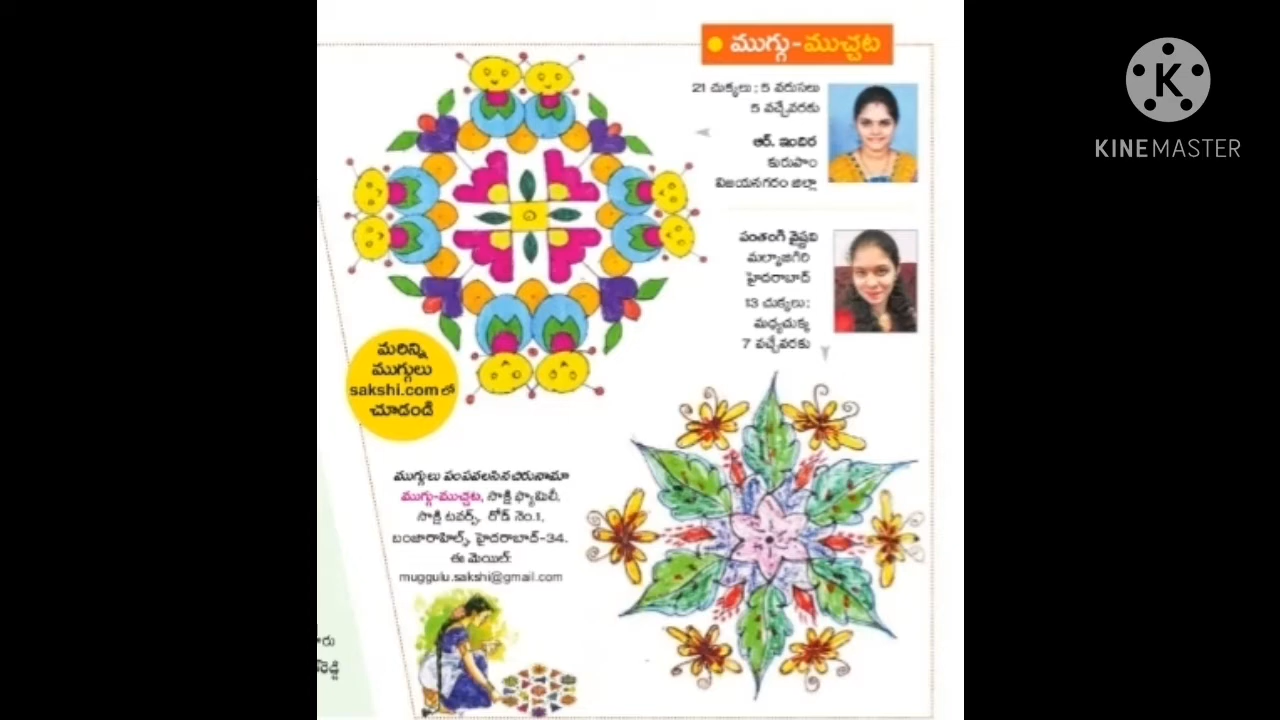 ముగ్గు-ముచ్చట
21 చుక్కలు : 5 వరుసలు
5 వచ్చేవరకు
ఆర్. ఇందిర
కురుపాం
విజయనగరం జిల్లా
పంతంగి వైష్ణవి
మల్కాజిగిరి
హైదరాబాద్
13 చుక్కలు:
మధ్యచుక్క
7 వచ్చేవరకు
మరిన్ని
ముగ్గులు
sakshi.com లో
చూడండి
ముగ్గులు పంపవలసిన చిరునామా
ముగ్గు-ముచ్చట, సాక్షి ఫ్యామిలీ,
సాక్షి టవర్స్, రోడ్ నెం.1,
బంజారాహిల్స్, హైదరాబాద్-34.
ఈ మెయిల్:
muggulu.sakshi@gmail.com
K
KINEMASTER